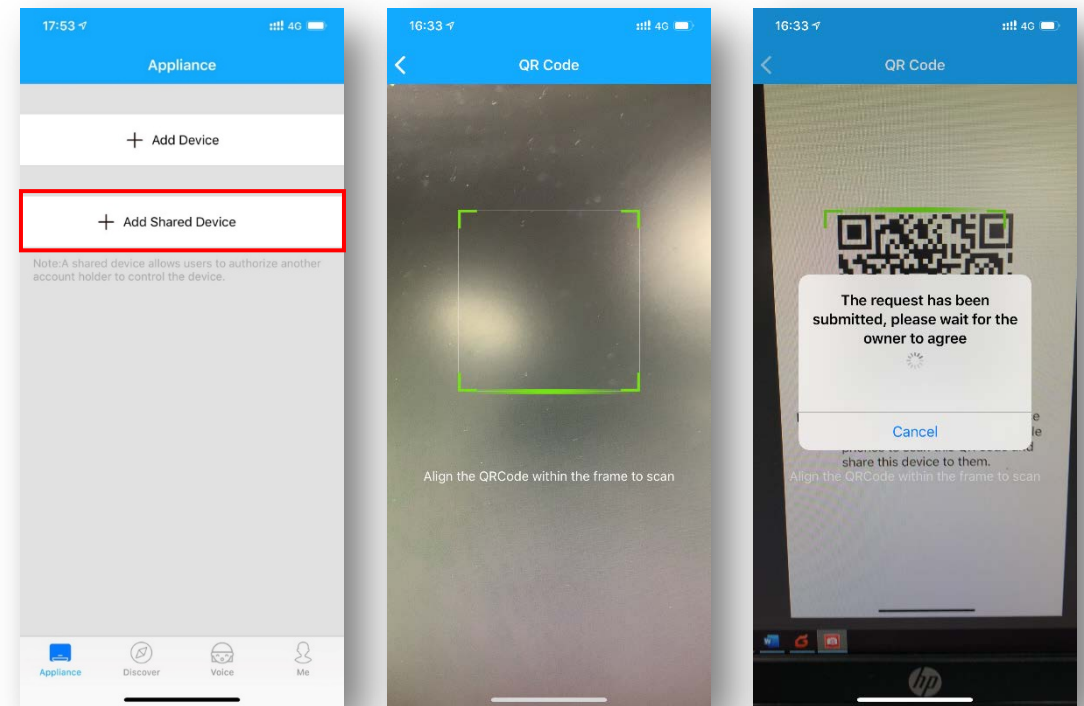 17:53
4G
Appliance
Add Device
Add Shared Device
Note:A shared device allows users to authorize another
account holder to control the device.
Appliance
Discover
Voice
Me
16:33
4G
QR Code
Align the QRCode within the frame to scan
16:33
4G
QR Code
The request has been
submitted, please wait for the
owner to agree
Cancel
share this device to them.
Align the QRCode within the frame to scan
hp